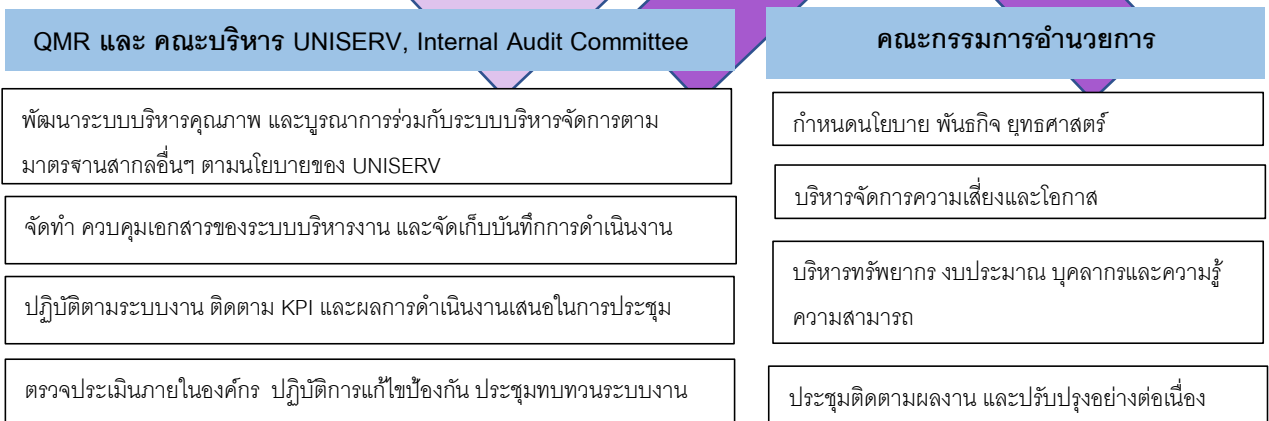 QMR และ คณะบริหาร UNISERV, Internal Audit Committee
พัฒนาระบบบริหารคุณภาพ และบูรณาการร่วมกับระบบบริหารจัดการตาม
มาตรฐานสากลอื่นๆ ตามนโยบายของ UNISERV
จัดทำ ควบคุมเอกสารของระบบบริหารงาน และจัดเก็บบันทึกการดำเนินงาน
ปฏิบัติตามระบบงาน ติดตาม KPI และผลการดำเนินงานเสนอในการประชุม
ตรวจประเมินภายในองค์กร ปฏิบัติการแก้ไขป้องกัน ประชุมทบทวนระบบงาน
คณะกรรมการอำนวยการ
กำหนดนโยบาย พันธกิจ ยุทธศาสตร์
บริหารจัดการความเสี่ยงและโอกาส
บริหารทรัพยากร งบประมาณ บุคลากรและความรู้
ความสามารถ
ประชุมติดตามผลงาน และปรับปรุงอย่างต่อเนื่อง